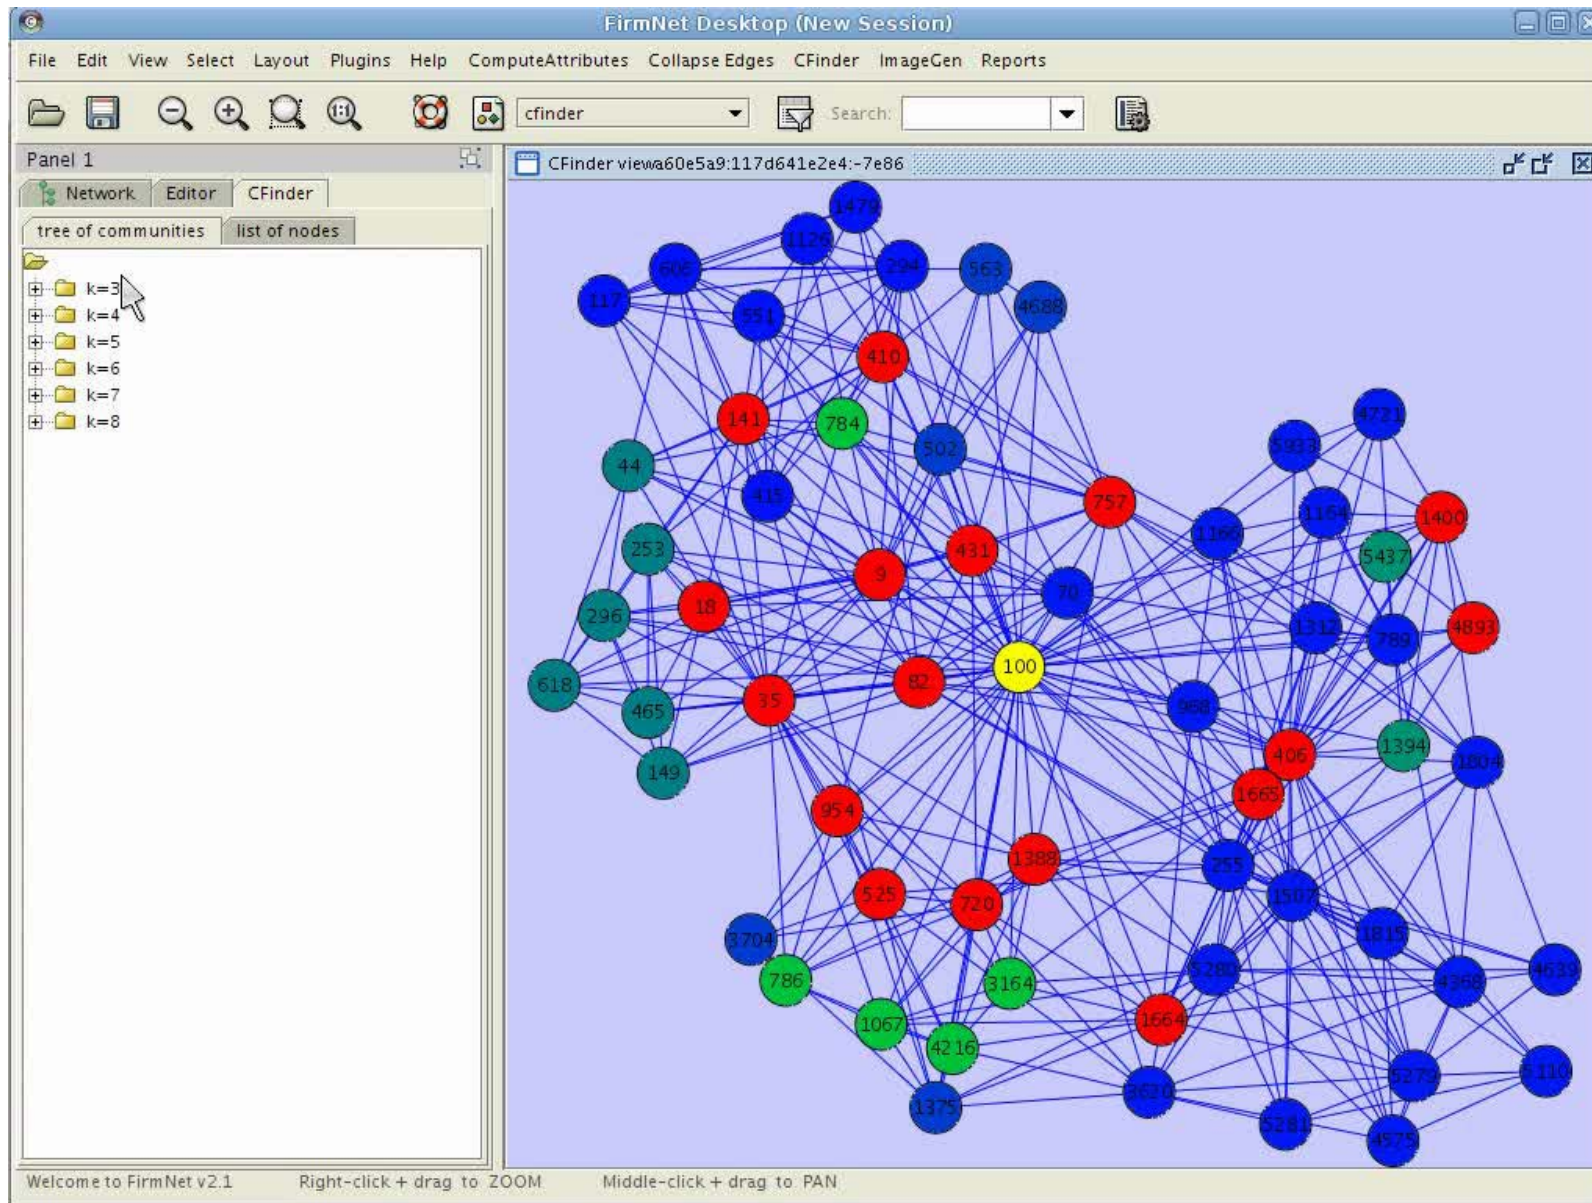 FirmNet Desktop (New Session)
File Edit View Select Layout Plugins Help ComputeAttributes Collapse Edges CFinder ImageGen Reports
cfinder Search:
Panel 1
CFinder viewa60e5a9:117d641e2e4:-7e86
Network Editor CFinder
tree of communities list of nodes
k=3
k=4
k=5
k=6
k=7
k=8
1479
1126
606 294 563
117 551 4688
410
141 784 4721
502 5933
44
415 757 1164 1400
253 431 1166 5437
9
296 18 70 1312 789 4893
618 35 82 100
465 968
149 406 1394 1804
954 1665
1388 255
525 720 1507
3704 1815
786 3164 5280 4368 4639
1067 1664
4216 5279 5110
1375 3620
5281 4575
Welcome to FirmNet v2.1 Right-click + drag to ZOOM Middle-click + drag to PAN